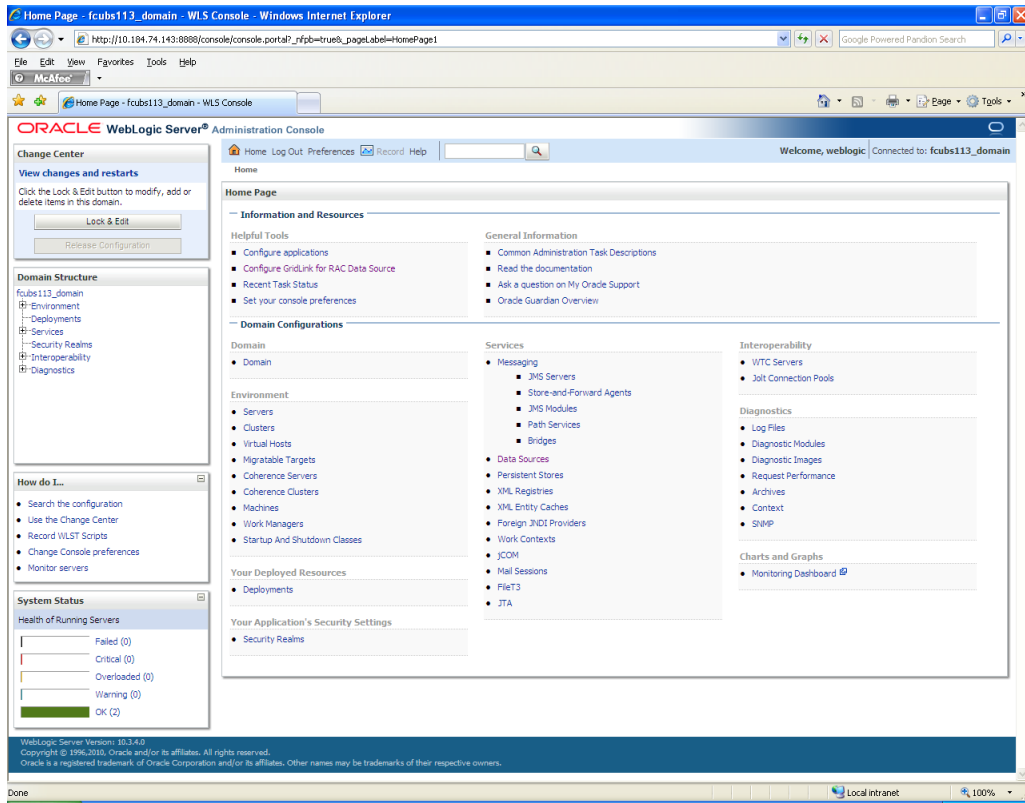 Home Page - fcubs113_domain - WLS Console - Windows Internet Explorer
http://10.184.74.143:8888/console/console.portal?_nfpb=true&_pageLabel=HomePage1
Google Powered Pandion Search
File Edit View Favorites Tools Help
McAfee
Home Page - fcubs113_domain - WLS Console
Page Tools
ORACLE WebLogic Server® Administration Console
Change Center
View changes and restarts
Click the Lock & Edit button to modify, add or
delete items in this domain.
Lock & Edit
Release Configuration
Domain Structure
fcubs113_domain
Environment
Deployments
Services
Security Realms
Interoperability
Diagnostics
How do I...
Search the configuration
Use the Change Center
Record WLST Scripts
Change Console preferences
Monitor servers
System Status
Health of Running Servers
Failed (0)
Critical (0)
Overloaded (0)
Warning (0)
OK (2)
Home Log Out Preferences Record Help
Welcome, weblogic Connected to: fcubs113_domain
Home
Home Page
Information and Resources
Helpful Tools
Configure applications
Configure GridLink for RAC Data Source
Recent Task Status
Set your console preferences
General Information
Common Administration Task Descriptions
Read the documentation
Ask a question on My Oracle Support
Oracle Guardian Overview
Domain Configurations
Domain
Domain
Environment
Servers
Clusters
Virtual Hosts
Migratable Targets
Coherence Servers
Coherence Clusters
Machines
Work Managers
Startup And Shutdown Classes
Your Deployed Resources
Deployments
Your Application's Security Settings
Security Realms
Services
Messaging
JMS Servers
Store-and-Forward Agents
JMS Modules
Path Services
Bridges
Data Sources
Persistent Stores
XML Registries
XML Entity Caches
Foreign JNDI Providers
Work Contexts
jCOM
Mail Sessions
FileT3
JTA
Interoperability
WTC Servers
Jolt Connection Pools
Diagnostics
Log Files
Diagnostic Modules
Diagnostic Images
Request Performance
Archives
Context
SNMP
Charts and Graphs
Monitoring Dashboard
WebLogic Server Version: 10.3.4.0
Copyright © 1996,2010, Oracle and/or its affiliates. All rights reserved.
Oracle is a registered trademark of Oracle Corporation and/or its affiliates. Other names may be trademarks of their respective owners.
Done
Local intranet
100%